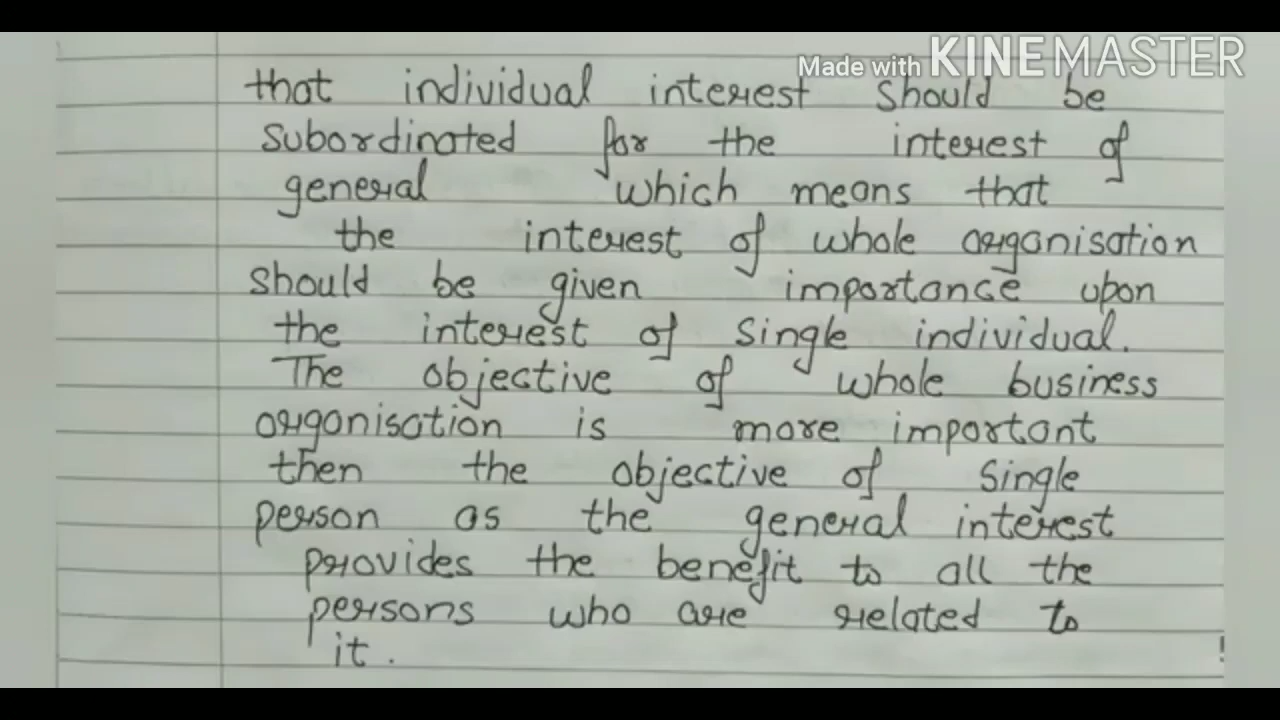 Made with KINEMASTER
that individual interest should be
subordinated for the interest of
general which means that
the interest of whole organisation
should be given importance upon
the interest of single individual.
The objective of whole business
organisation is more important
then the objective of single
person as the general interest
provides the benefit to all the
persons who are related to
it.